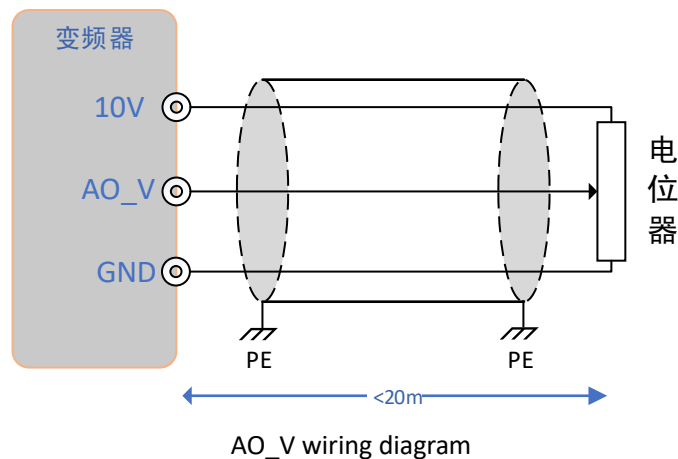 变频器
10V
AO_V
GND
电位器
PE
PE
<20m
AO_V wiring diagram